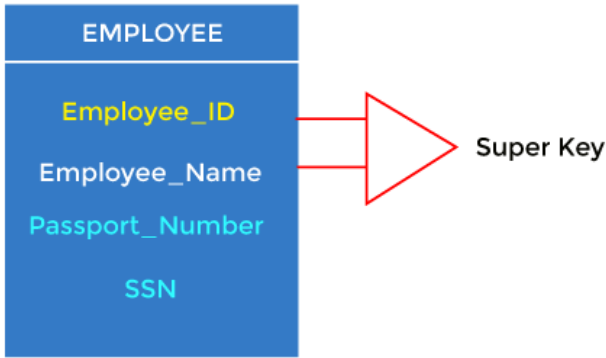 EMPLOYEE
Employee_ID
Employee_Name
Super Key
Passport_Number
SSN